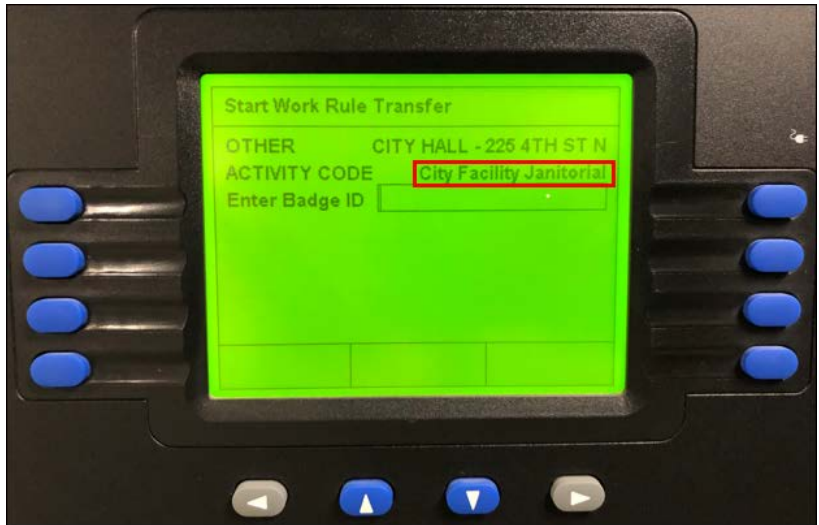 Start Work Rule Transfer
OTHER CITY HALL - 225 4TH ST N
ACTIVITY CODE City Facility Janitorial
Enter Badge ID